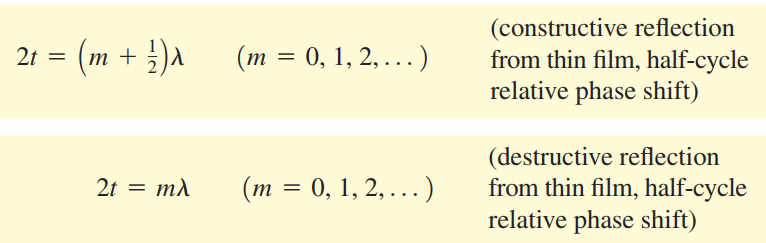 (constructive reflection
2t = (m + 1/2)λ (m = 0, 1, 2, . . . ) from thin film, half-cycle
relative phase shift)
(destructive reflection
2t = mλ (m = 0, 1, 2, . . . ) from thin film, half-cycle
relative phase shift)